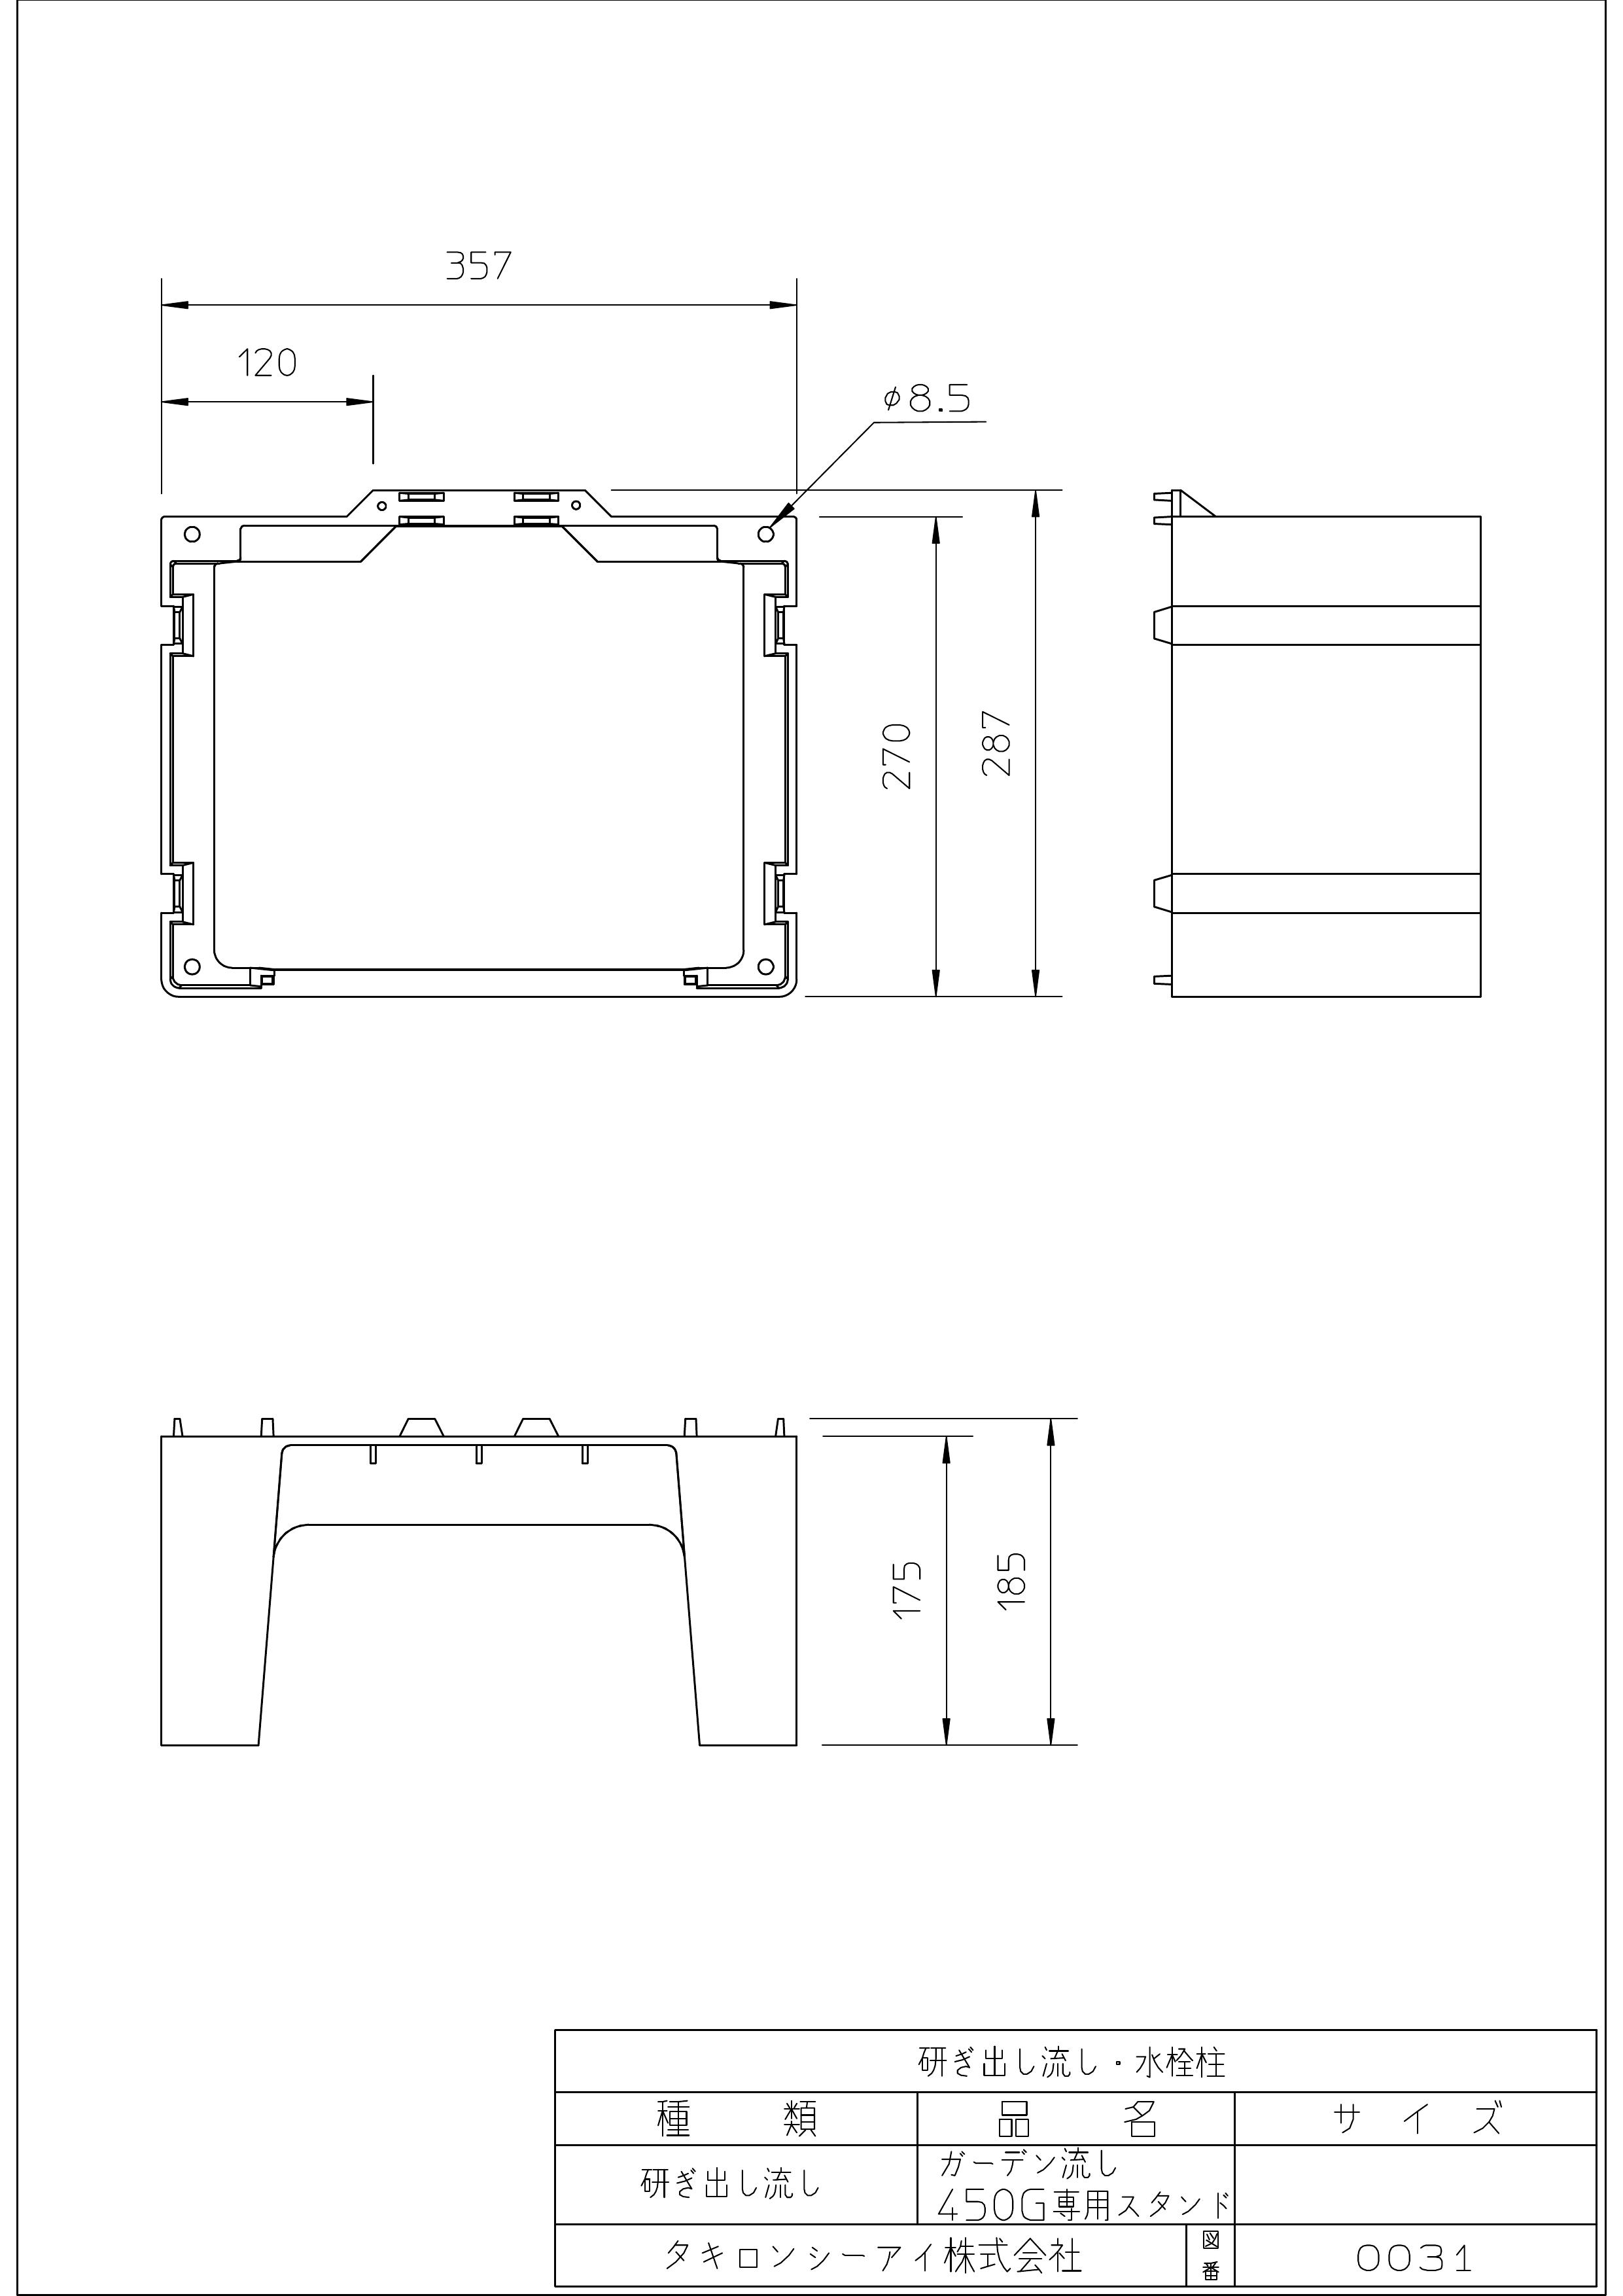 357
120
φ8.5
270
287
175
185
研ぎ出し流し・水栓柱
種 類 品 名 サ イ ズ
研ぎ出し流し
ガーデン流し
450G専用スタンド
タキロンシーアイ株式会社
図番
0031